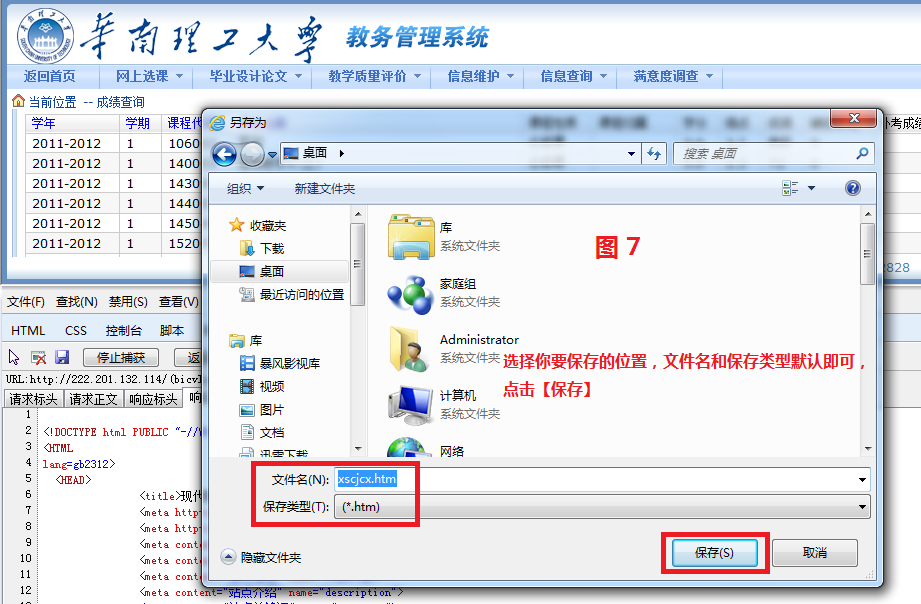 华南理工大学 教务管理系统
返回首页 网上选课 毕业设计论文 教学质量评价 信息维护 信息查询 满意度调查
当前位置 -- 成绩查询
学年 学期 课程代
2011-2012 1 1060
2011-2012 1 1400
2011-2012 1 1430
2011-2012 1 1440
2011-2012 1 1450
2011-2012 1 1520
补考成绩
2828
另存为
桌面
搜索 桌面
组织 新建文件夹
收藏夹
下载
桌面
最近访问的位置
库
暴风影视库
视频
图片
文档
迅雷下载
库
系统文件夹
家庭组
系统文件夹
Administrator
系统文件夹
计算机
系统文件夹
网络
图 7
选择你要保存的位置，文件名和保存类型默认即可，
点击【保存】
文件名(N): xscjcx.htm
保存类型(T): (*.htm)
隐藏文件夹
保存(S) 取消
文件(F) 查找(N) 禁用(S) 查看(V)
HTML CSS 控制台 脚本
停止捕获 返
URL:http://222.201.132.114/(bicvl
请求标头 请求正文 响应标头 响
1
2 <!DOCTYPE html PUBLIC "-//W
3 <HTML
4 lang=gb2312>
5 <HEAD>
6 <title>现代
7 <meta http
8 <meta http
9 <meta cont
10 <meta cont
11 <meta cont
12 <meta content="站点介绍" name="description">